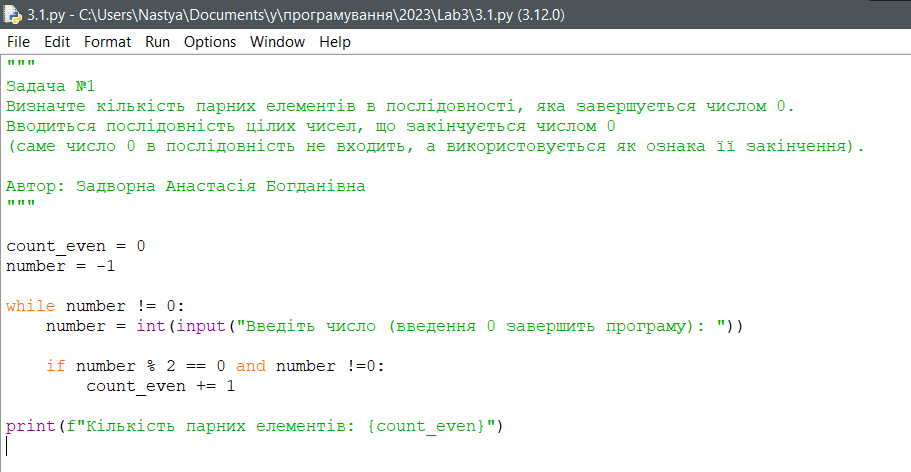 3.1.py - C:\Users\Nastya\Documents\у\програмування\2023\Lab3\3.1.py (3.12.0)
File Edit Format Run Options Window Help
"""
Задача №1
Визначте кількість парних елементів в послідовності, яка завершується числом 0.
Вводиться послідовність цілих чисел, що закінчується числом 0
(саме число 0 в послідовність не входить, а використовується як ознака її закінчення).
Автор: Задворна Анастасія Богданівна
"""
count_even = 0
number = -1
while number != 0:
    number = int(input("Введіть число (введення 0 завершить програму): "))
    if number % 2 == 0 and number !=0:
        count_even += 1
print(f"Кількість парних елементів: {count_even}")